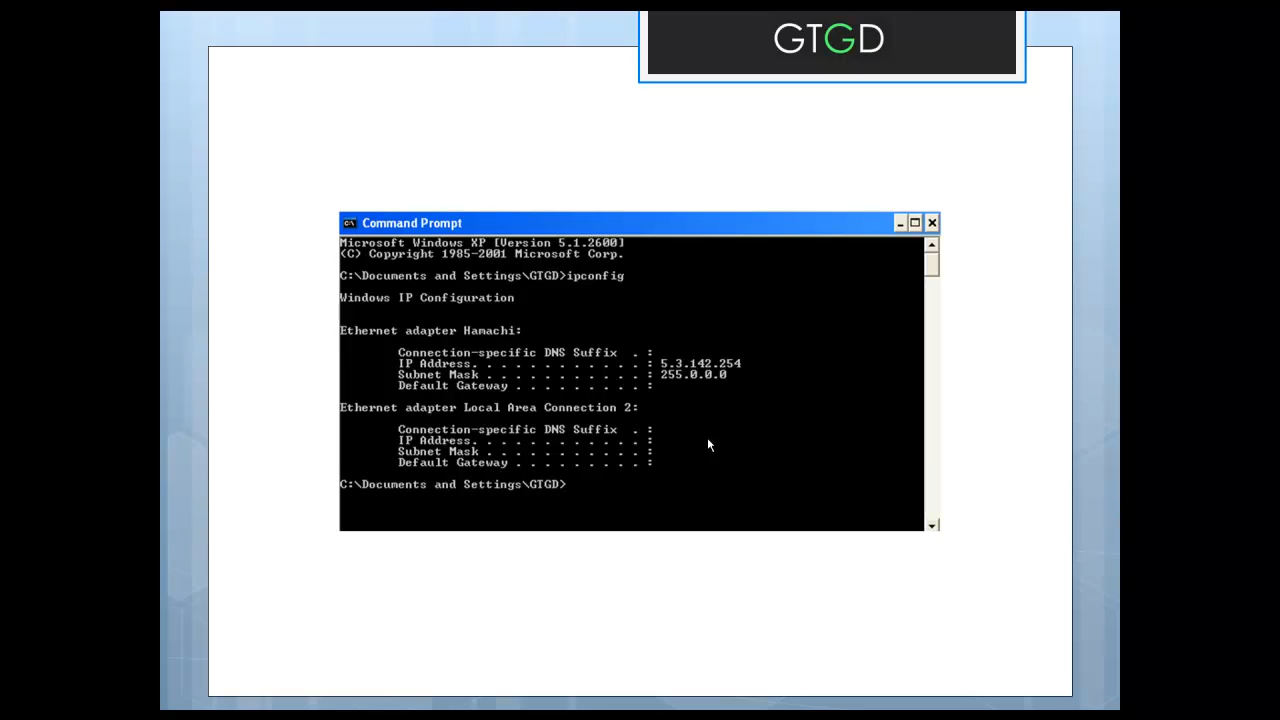 GTGD
Command Prompt
Microsoft Windows XP [Version 5.1.2600]
(C) Copyright 1985-2001 Microsoft Corp.
C:\Documents and Settings\GTGD>ipconfig
Windows IP Configuration
Ethernet adapter Hamachi:
Connection-specific DNS Suffix . :
IP Address. . . . . . . . . . . . : 5.3.142.254
Subnet Mask . . . . . . . . . . . : 255.0.0.0
Default Gateway . . . . . . . . . :
Ethernet adapter Local Area Connection 2:
Connection-specific DNS Suffix . :
IP Address. . . . . . . . . . . . :
Subnet Mask . . . . . . . . . . . :
Default Gateway . . . . . . . . . :
C:\Documents and Settings\GTGD>